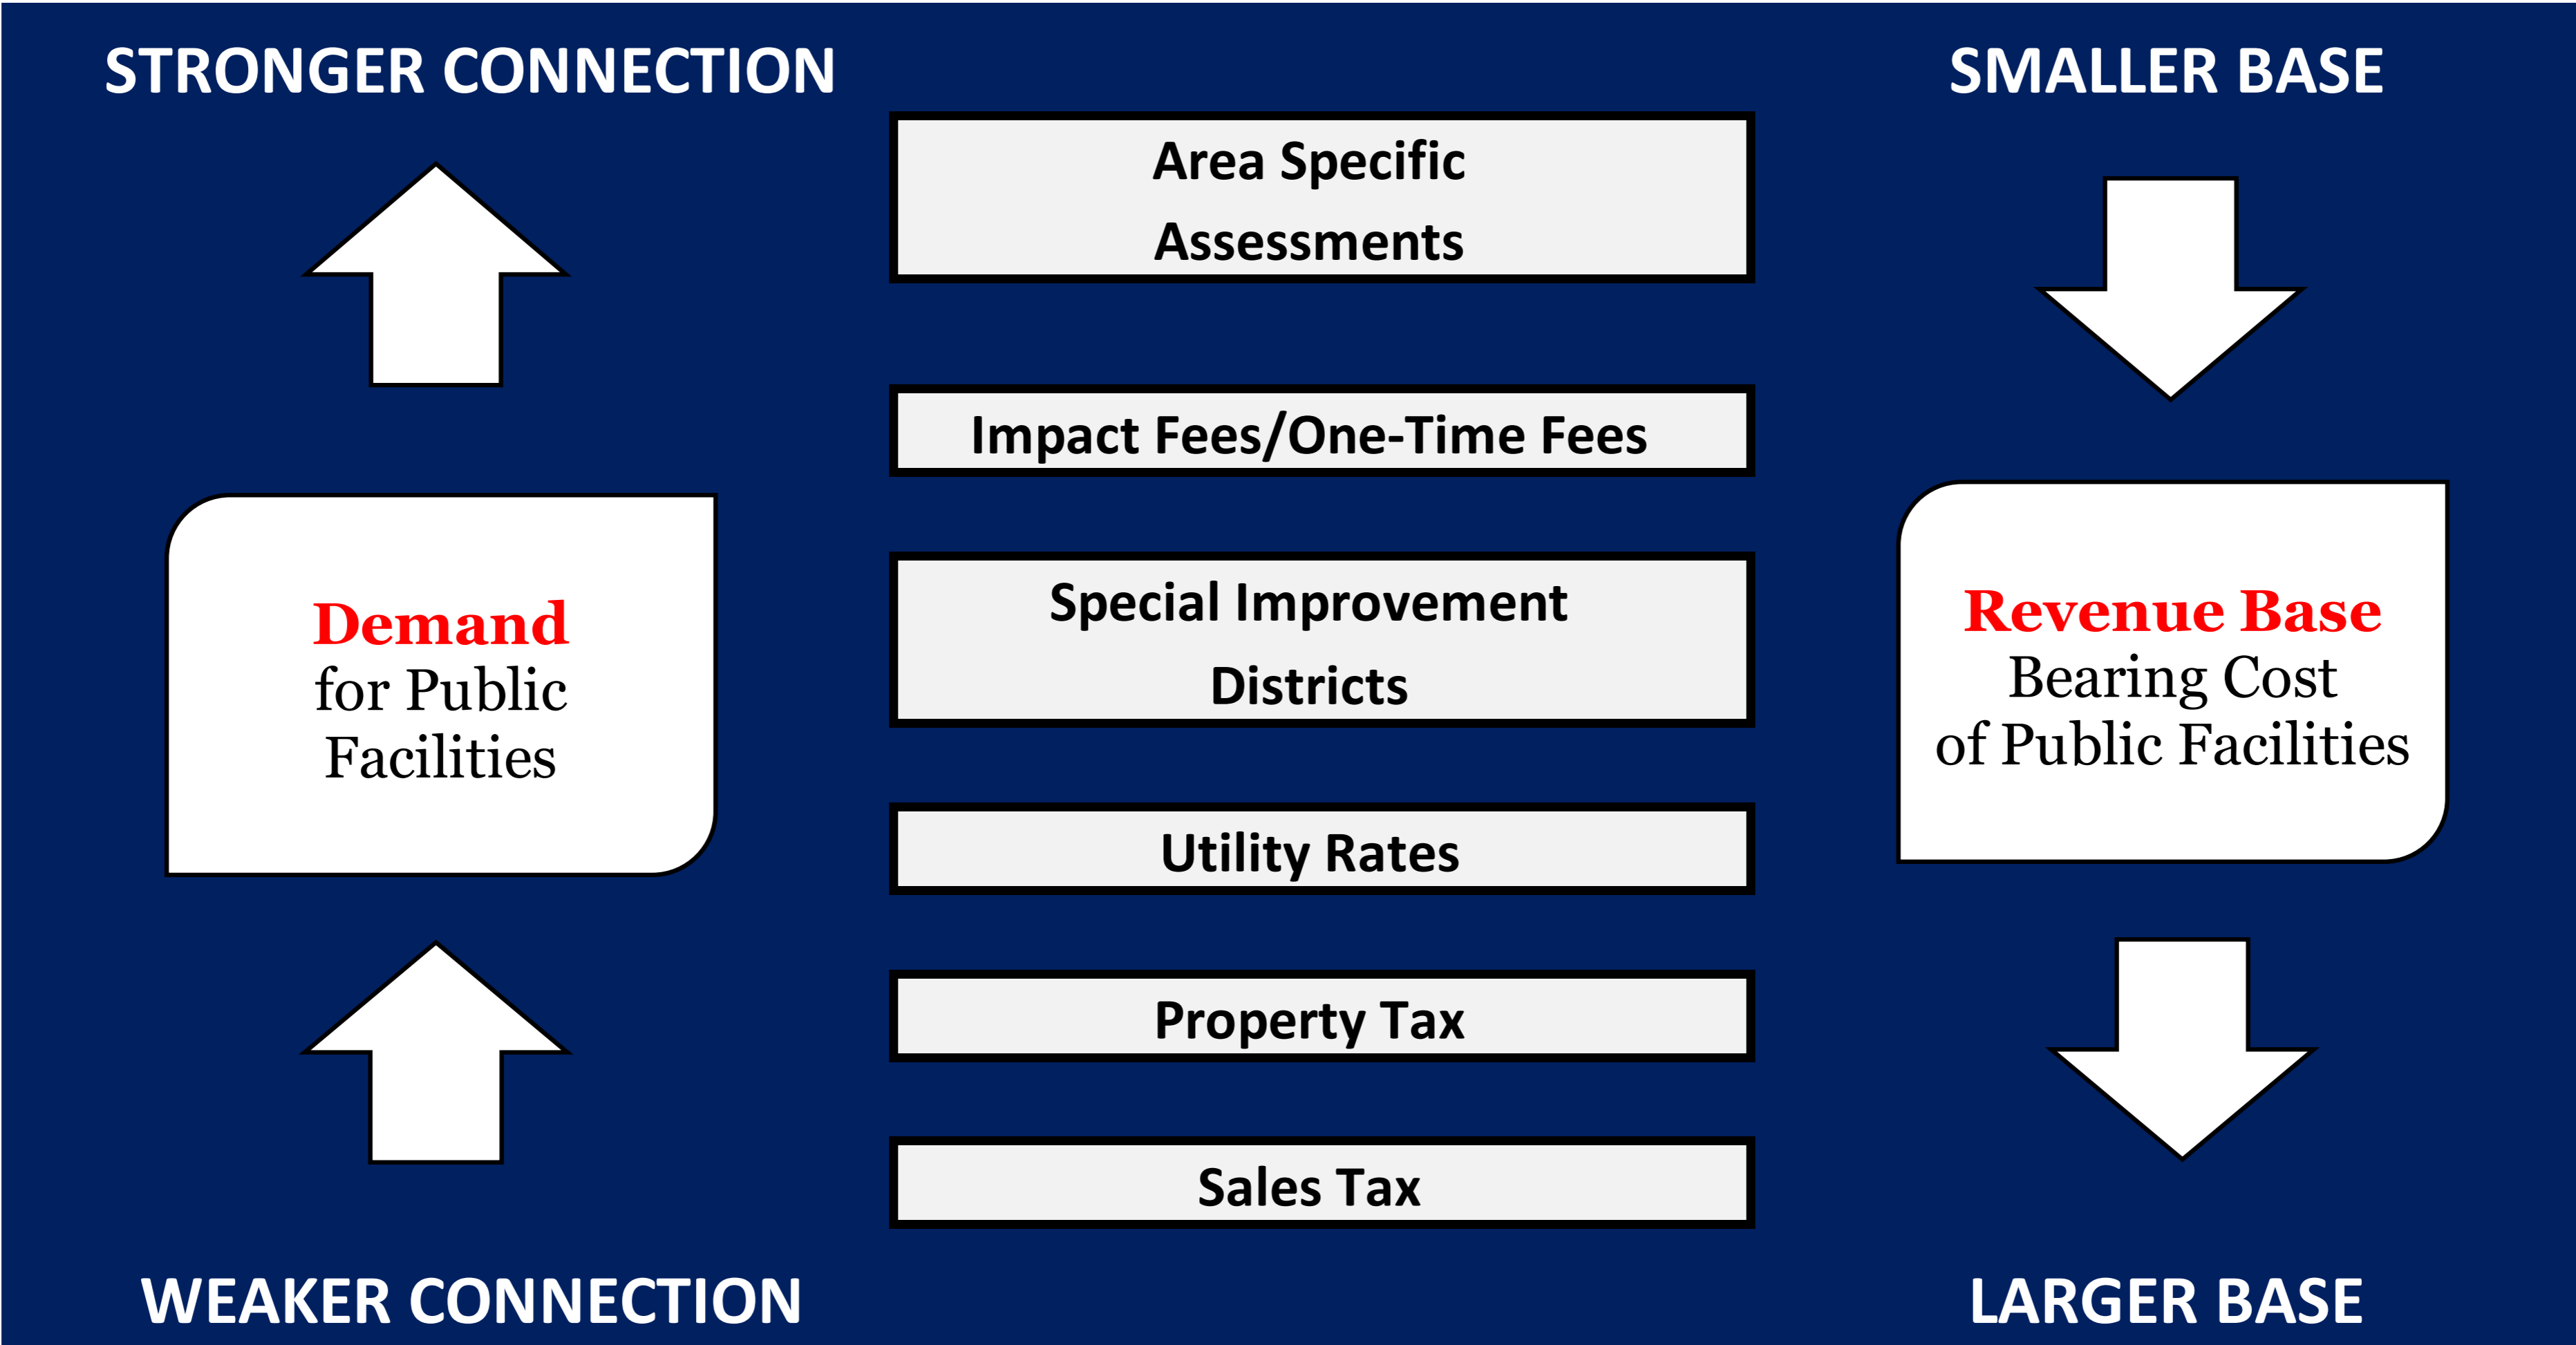 STRONGER CONNECTION
SMALLER BASE
Area Specific
Assessments
Impact Fees/One-Time Fees
Special Improvement
Districts
Utility Rates
Property Tax
Sales Tax
Demand
for Public
Facilities
Revenue Base
Bearing Cost
of Public Facilities
WEAKER CONNECTION
LARGER BASE